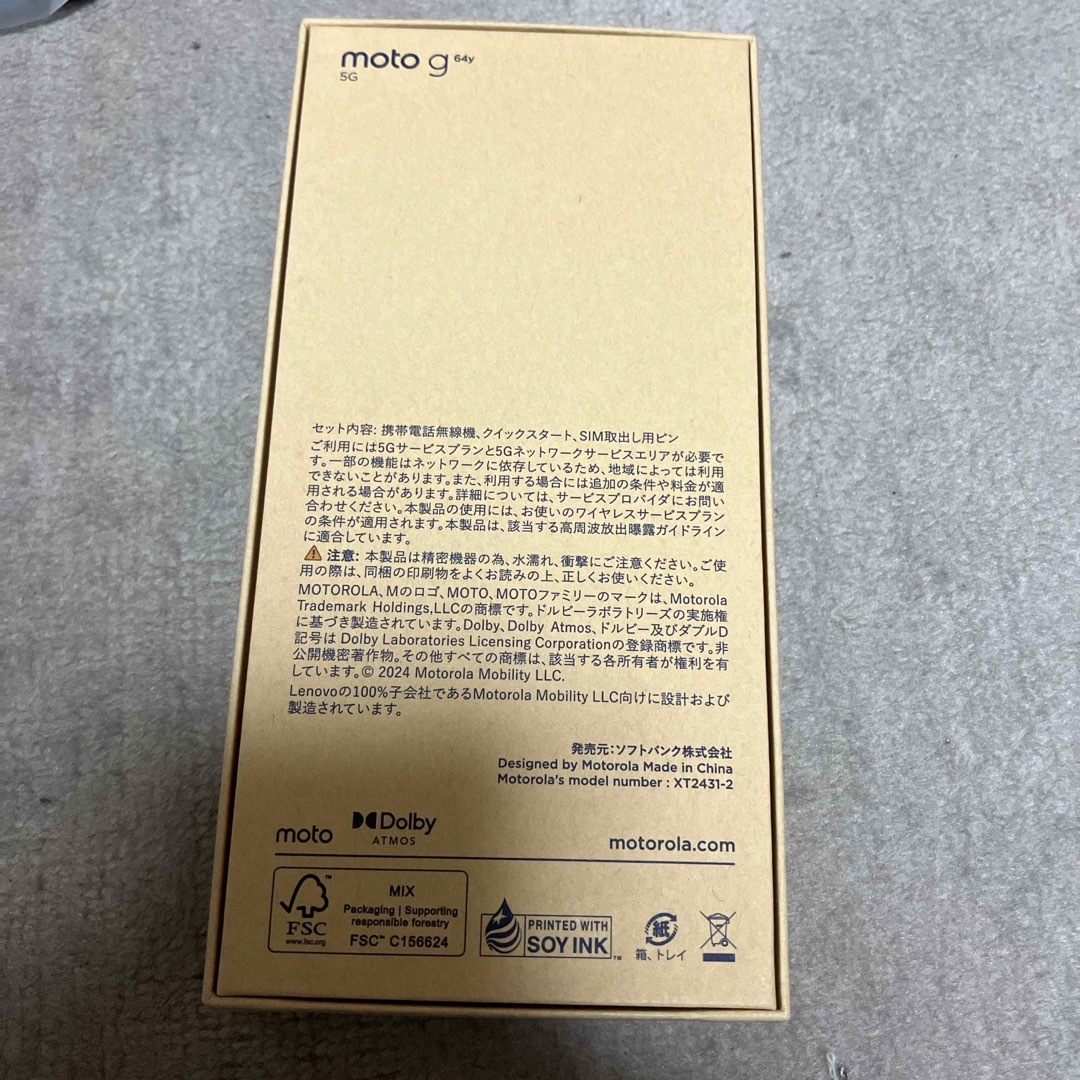 moto g 64y
5G
セット内容: 携帯電話無線機、クイックスタート、SIM取出し用ピン
ご利用には5Gサービスプランと5Gネットワークサービスエリアが必要で
す。一部の機能はネットワークに依存しているため、地域によっては利用
できないことがあります。また、利用する場合には追加の条件や料金が適
用される場合があります。詳細については、サービスプロバイダにお問い
合わせください。本製品の使用には、お使いのワイヤレスサービスプラン
の条件が適用されます。本製品は、該当する高周波放出曝露ガイドライン
に適合しています。
注意: 本製品は精密機器の為、水濡れ、衝撃にご注意ください。ご使
用の際は、同梱の印刷物をよくお読みの上、正しくお使いください。
MOTOROLA、Mのロゴ、MOTO、MOTOファミリーのマークは、Motorola
Trademark Holdings,LLCの商標です。ドルビーラボラトリーズの実施権
に基づき製造されています。Dolby、Dolby Atmos、ドルビー及びダブルD
記号は Dolby Laboratories Licensing Corporationの登録商標です。非
公開機密著作物。その他すべての商標は、該当する各所有者が権利を有
しています。© 2024 Motorola Mobility LLC.
Lenovoの100%子会社であるMotorola Mobility LLC向けに設計および
製造されています。
発売元:ソフトバンク株式会社
Designed by Motorola Made in China
Motorola's model number : XT2431-2
moto
Dolby
ATMOS
motorola.com
FSC™
www.fsc.org
MIX
Packaging | Supporting
responsible forestry
FSC™ C156624
PRINTED WITH
SOY INK™
紙
箱、トレイ